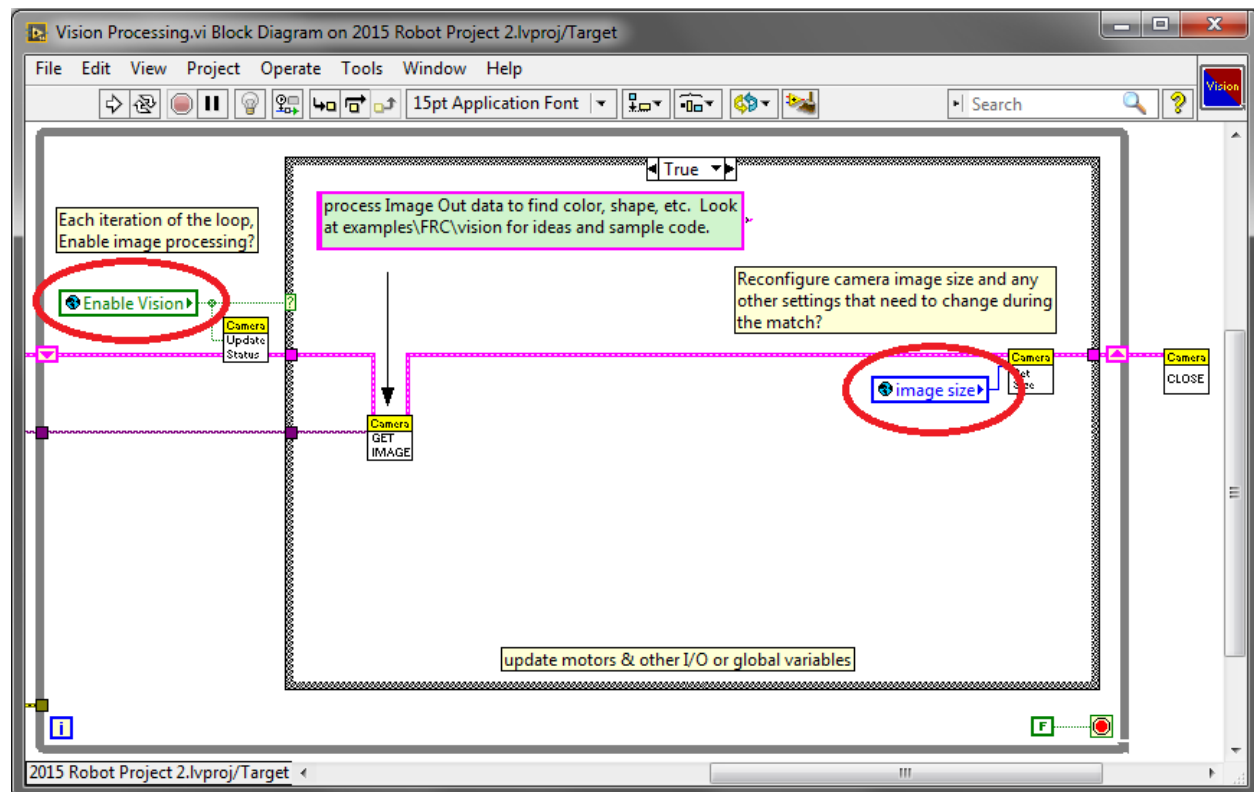 Vision Processing.vi Block Diagram on 2015 Robot Project 2.lvproj/Target
File Edit View Project Operate Tools Window Help
15pt Application Font
Search
Vision
True
process Image Out data to find color, shape, etc. Look
at examples\FRC\vision for ideas and sample code.
Each iteration of the loop,
Enable image processing?
Enable Vision
?
Camera
Update
Status
Reconfigure camera image size and any
other settings that need to change during
the match?
Camera
Size
image size
Camera
CLOSE
Camera
GET
IMAGE
update motors & other I/O or global variables
i
F
2015 Robot Project 2.lvproj/Target